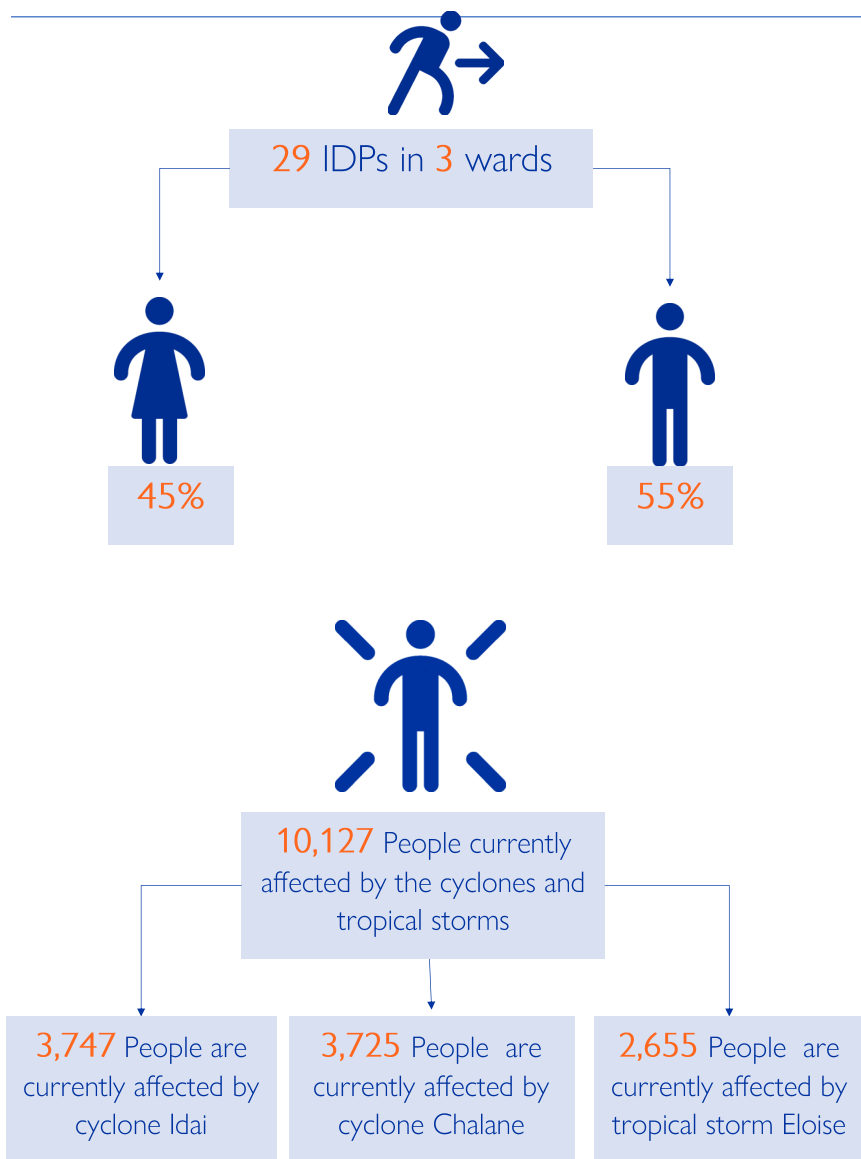 29 IDPs in 3 wards
45%
55%
10,127 People currently
affected by the cyclones and
tropical storms
3,747 People are
currently affected by
cyclone Idai
3,725 People are
currently affected by
cyclone Chalane
2,655 People are
currently affected by
tropical storm Eloise